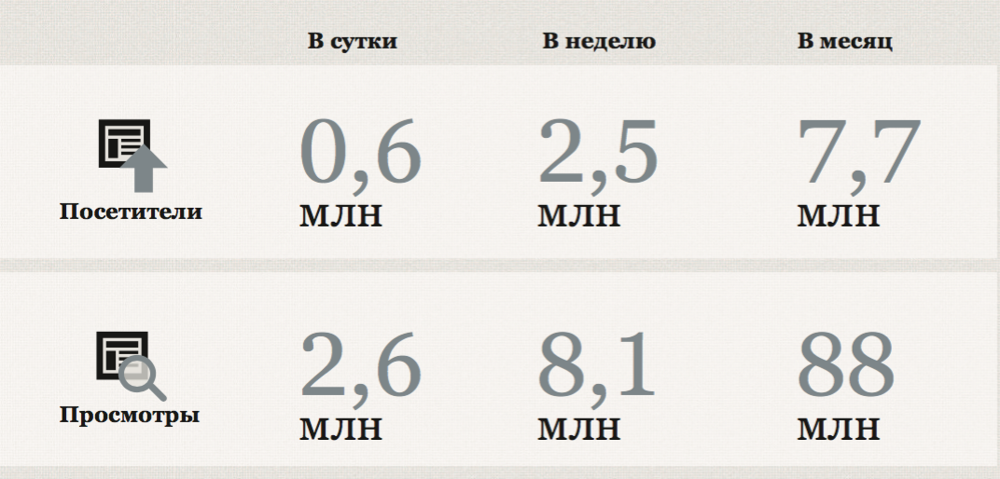 В сутки В неделю В месяц
0,6 2,5 7,7
млн млн млн
Посетители
2,6 8,1 88
млн млн млн
Просмотры